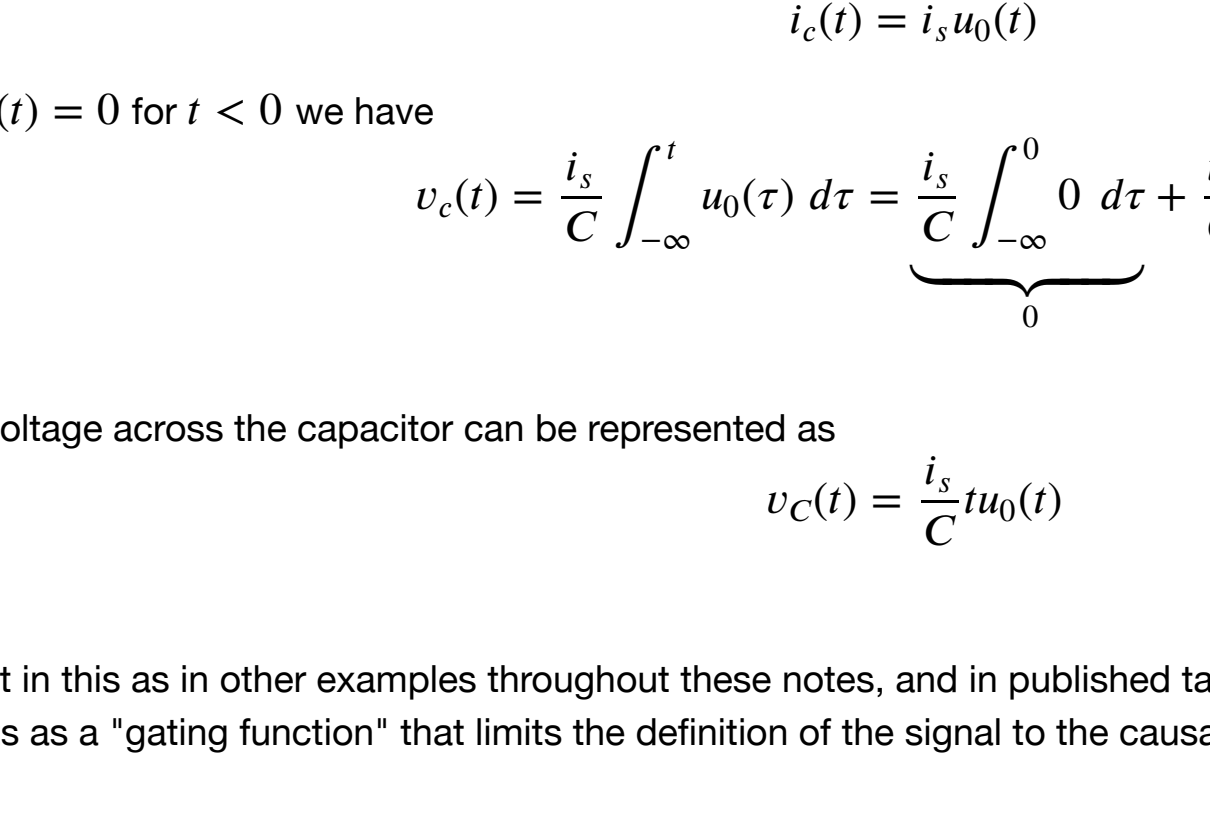 i_c(t) = i_s u_0(t)
(t) = 0 for t < 0 we have
v_c(t) = \frac{i_s}{C} \int_{-\infty}^{t} u_0(τ) dτ = \underbrace{\frac{i_s}{C} \int_{-\infty}^{0} 0 dτ}_{0} +
oltage across the capacitor can be represented as
v_C(t) = \frac{i_s}{C} t u_0(t)
t in this as in other examples throughout these notes, and in published ta
s as a "gating function" that limits the definition of the signal to the causa